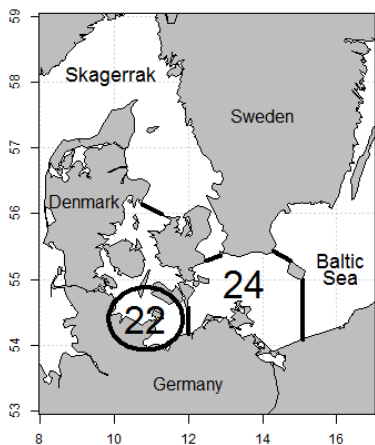 59
58
57
56
55
54
53
Skagerrak
Sweden
Denmark
Baltic
Sea
24
22
Germany
8 10 12 14 16